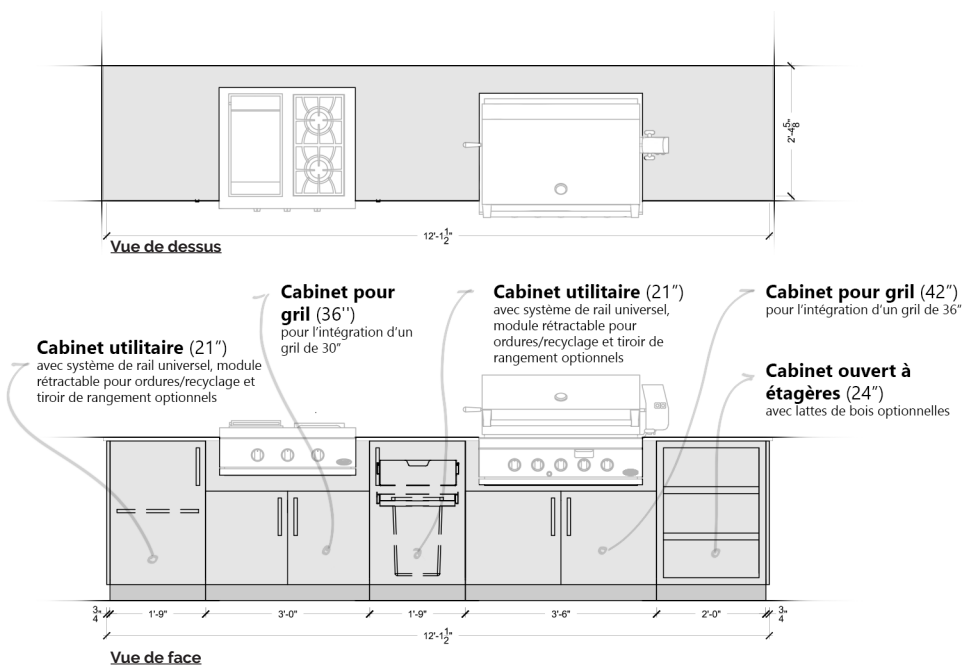 2'-4 5/8"
12'-1 1/2"
Vue de dessus
Cabinet pour
gril (36'')
pour l'intégration d'un
gril de 30”
Cabinet utilitaire (21”)
avec système de rail universel,
module rétractable pour
ordures/recyclage et tiroir de
rangement optionnels
Cabinet pour gril (42”)
pour l'intégration d'un gril de 36”
Cabinet utilitaire (21”)
avec système de rail universel, module
rétractable pour ordures/recyclage et
tiroir de rangement optionnels
Cabinet ouvert à
étagères (24”)
avec lattes de bois optionnelles
3/4" 1'-9" 3'-0" 1'-9" 3'-6" 2'-0" 3/4"
12'-1 1/2"
Vue de face